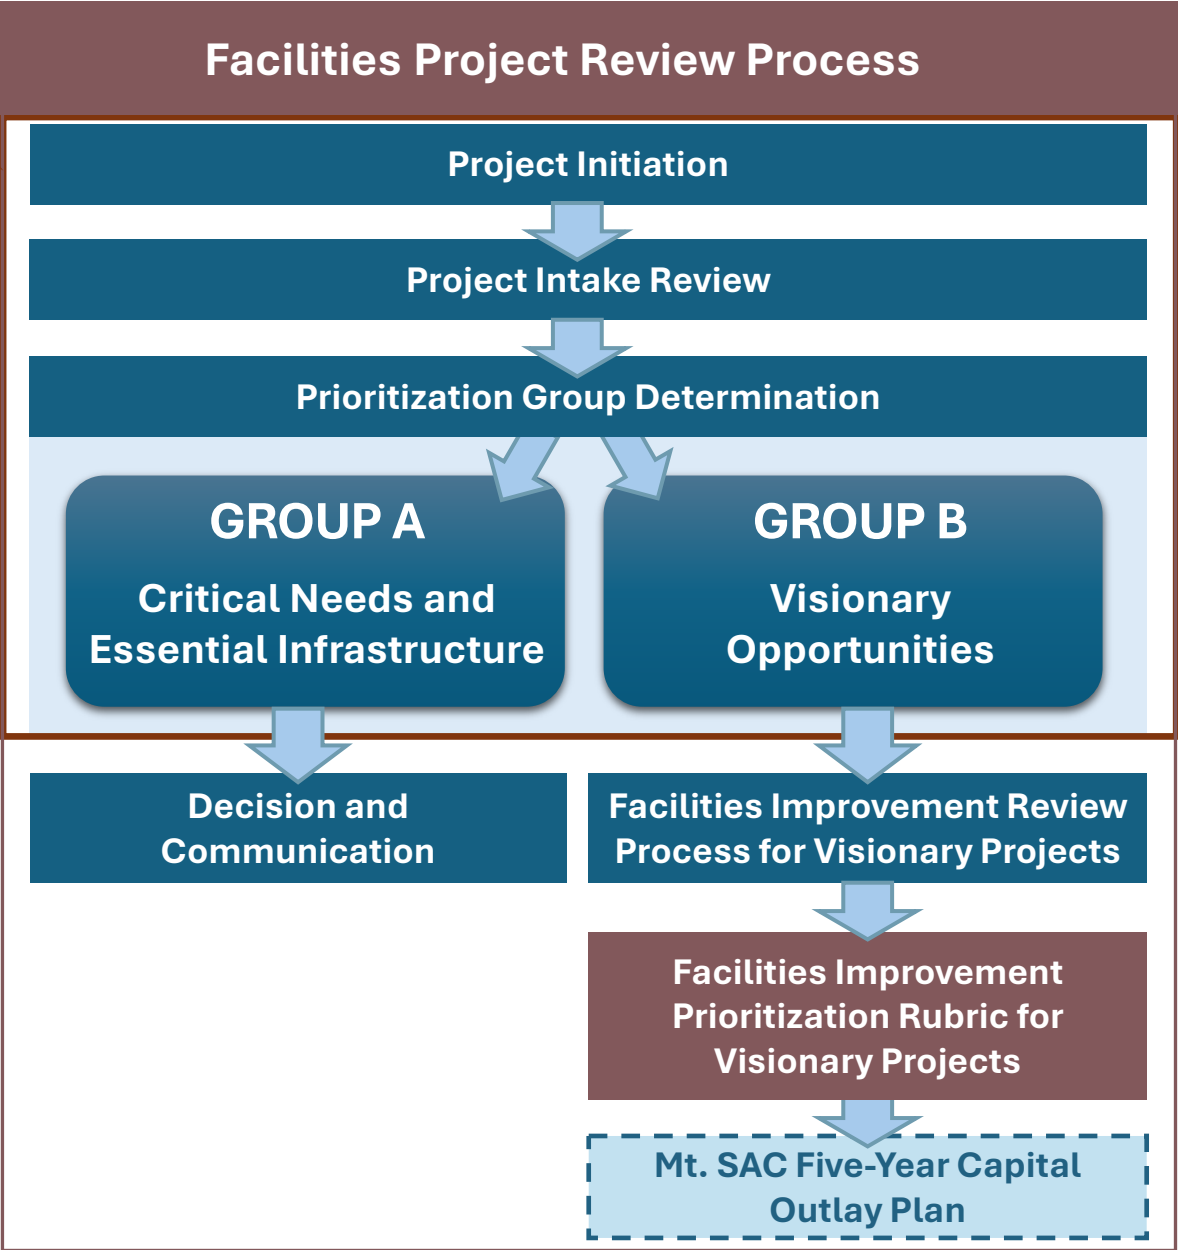 Facilities Project Review Process
Project Initiation
Project Intake Review
Prioritization Group Determination
GROUP A
Critical Needs and
Essential Infrastructure
GROUP B
Visionary
Opportunities
Decision and
Communication
Facilities Improvement Review
Process for Visionary Projects
Facilities Improvement
Prioritization Rubric for
Visionary Projects
Mt. SAC Five-Year Capital
Outlay Plan